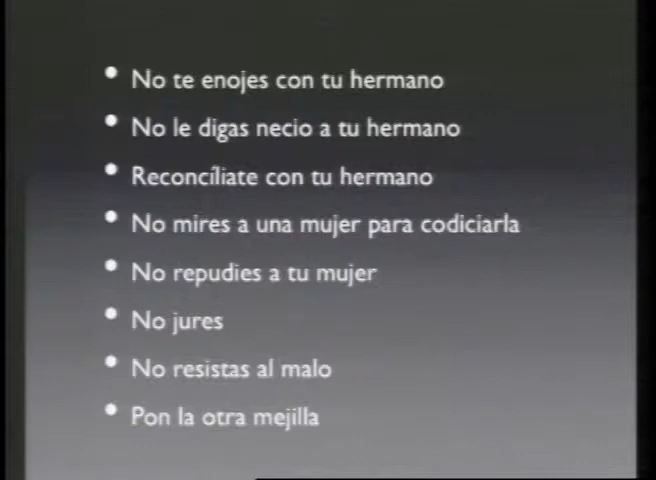 • No te enojes con tu hermano
• No le digas necio a tu hermano
• Reconcíliate con tu hermano
• No mires a una mujer para codiciarla
• No repudies a tu mujer
• No jures
• No resistas al malo
• Pon la otra mejilla